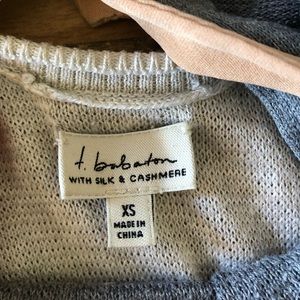 t. babaton
WITH SILK & CASHMERE
XS
MADE IN
CHINA